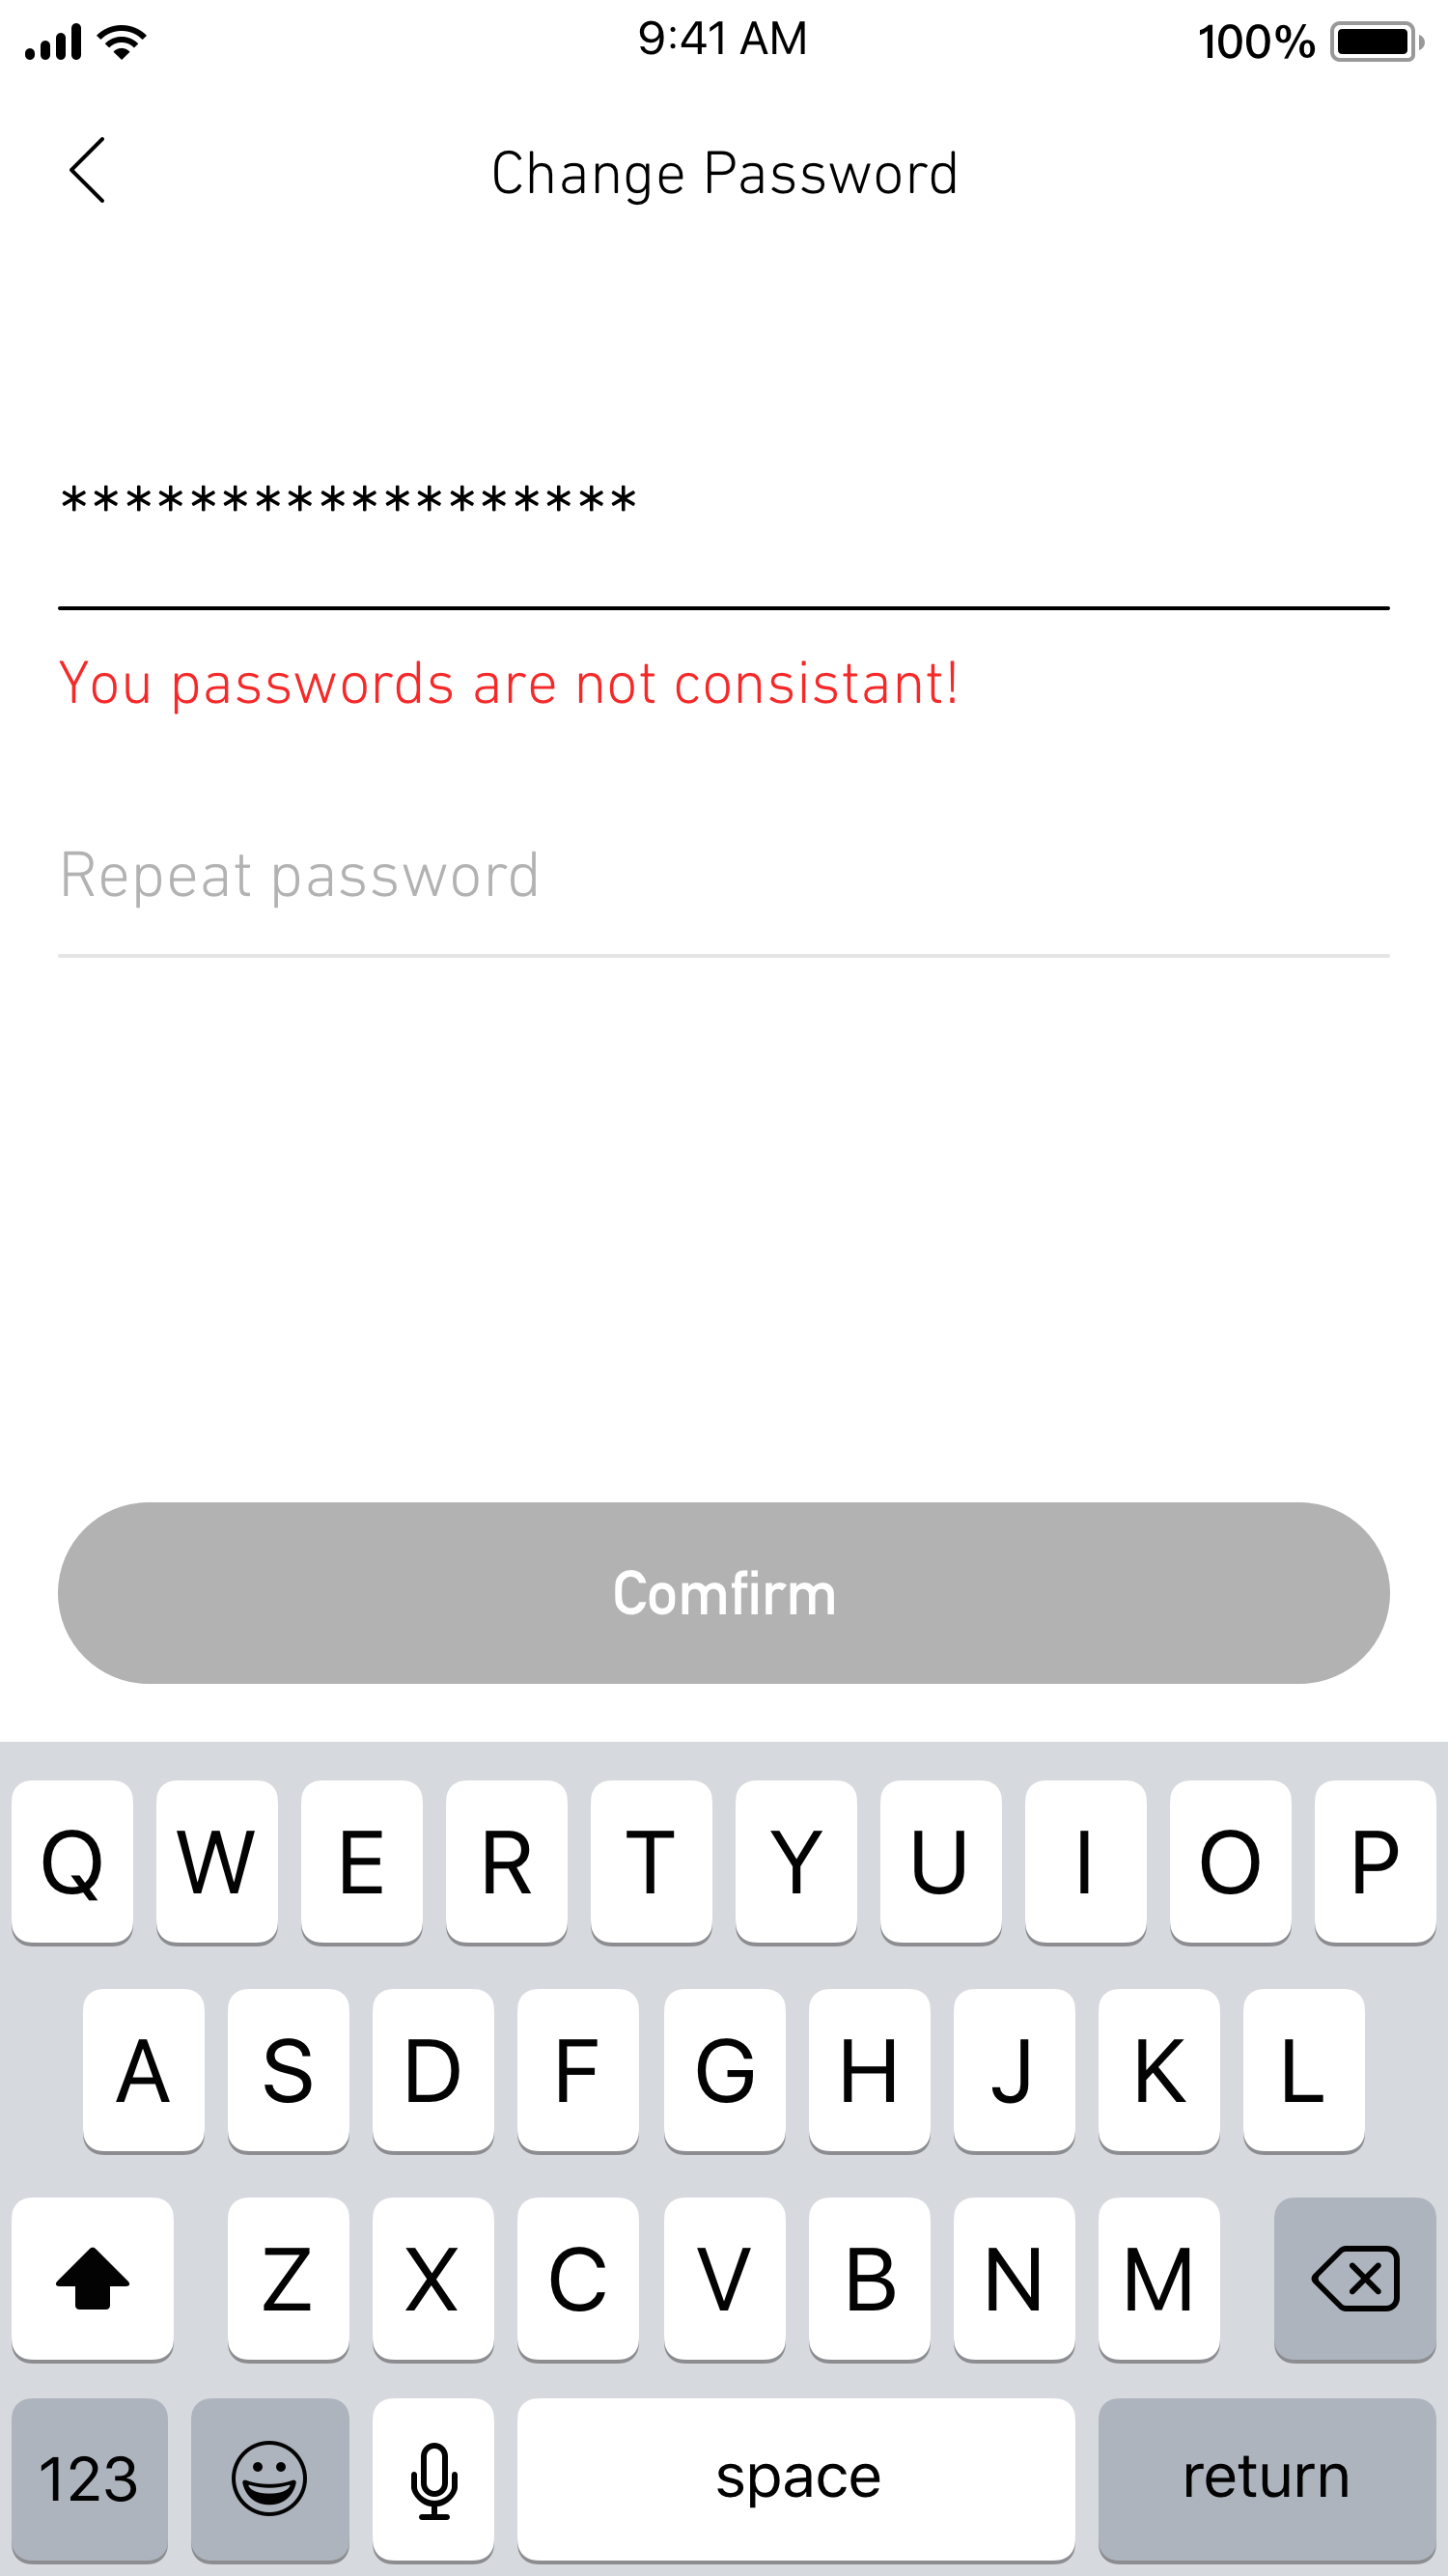 9:41 AM 100%
Change Password
******************
You passwords are not consistant!
Repeat password
Comfirm
Q W E R T Y U I O P
A S D F G H J K L
Z X C V B N M
123 space return